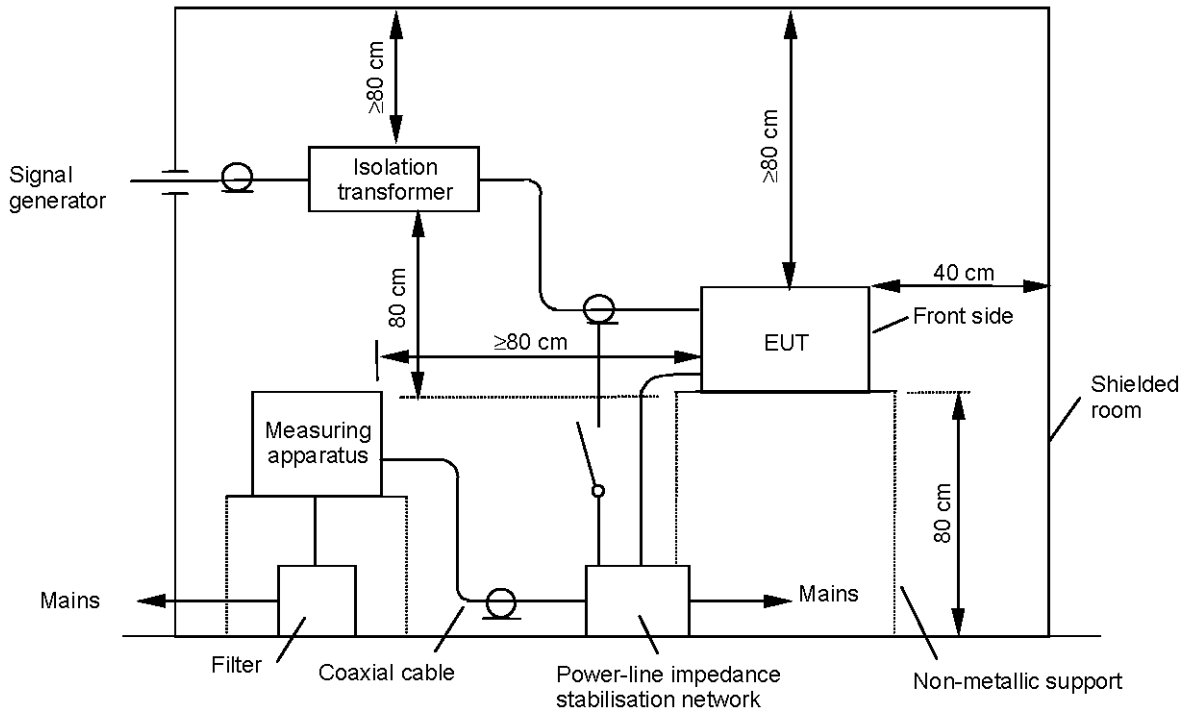 ≥80 cm
≥80 cm
Signal
generator
Isolation
transformer
80 cm
40 cm
Front side
≥80 cm
EUT
Shielded
room
Measuring
apparatus
80 cm
Mains
Mains
Filter
Coaxial cable
Power-line impedance
stabilisation network
Non-metallic support